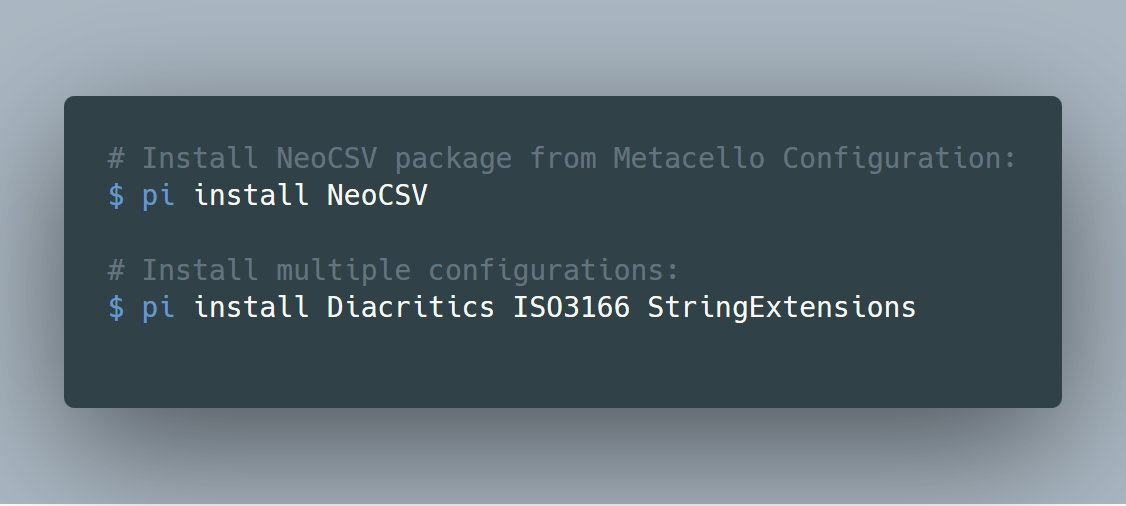 # Install NeoCSV package from Metacello Configuration:
$ pi install NeoCSV
# Install multiple configurations:
$ pi install Diacritics ISO3166 StringExtensions